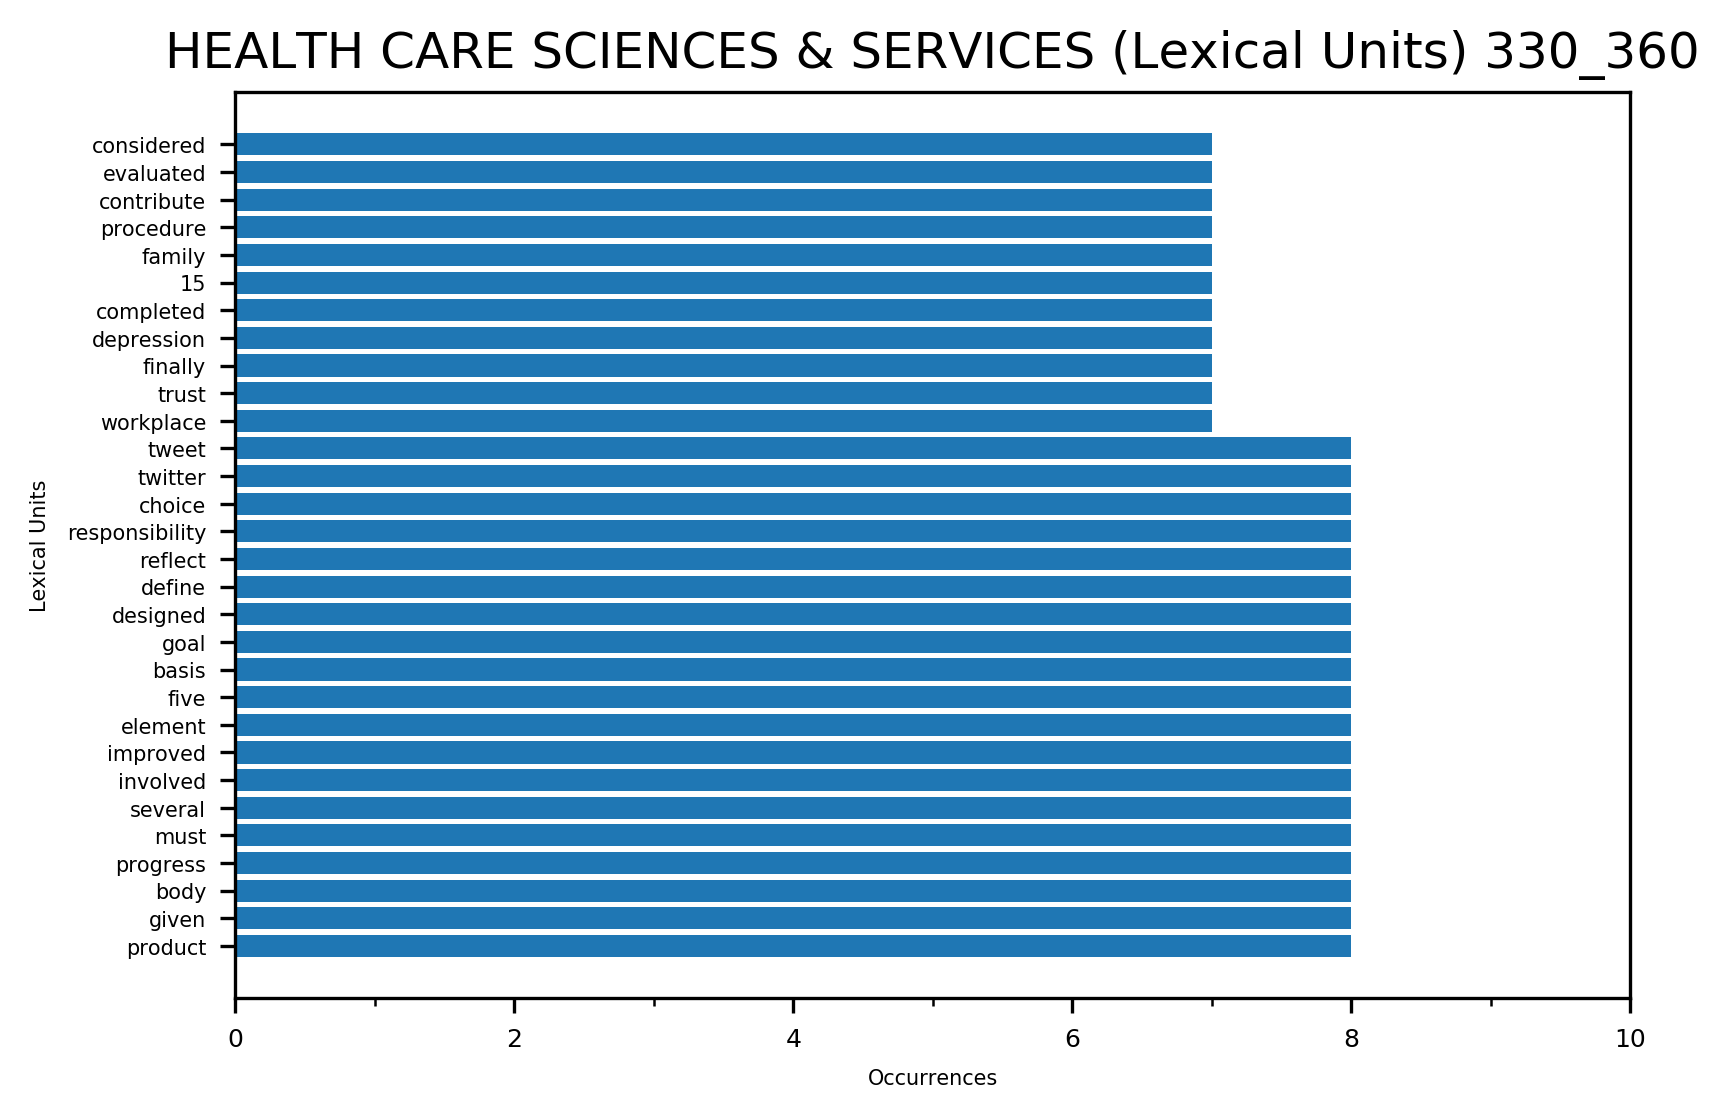 HEALTH CARE SCIENCES & SERVICES (Lexical Units) 330_360
considered
evaluated
contribute
procedure
family
15
completed
depression
finally
trust
workplace
tweet
twitter
choice
responsibility
reflect
define
designed
goal
basis
five
element
improved
involved
several
must
progress
body
given
product
Lexical Units
0 2 4 6 8 10
Occurrences